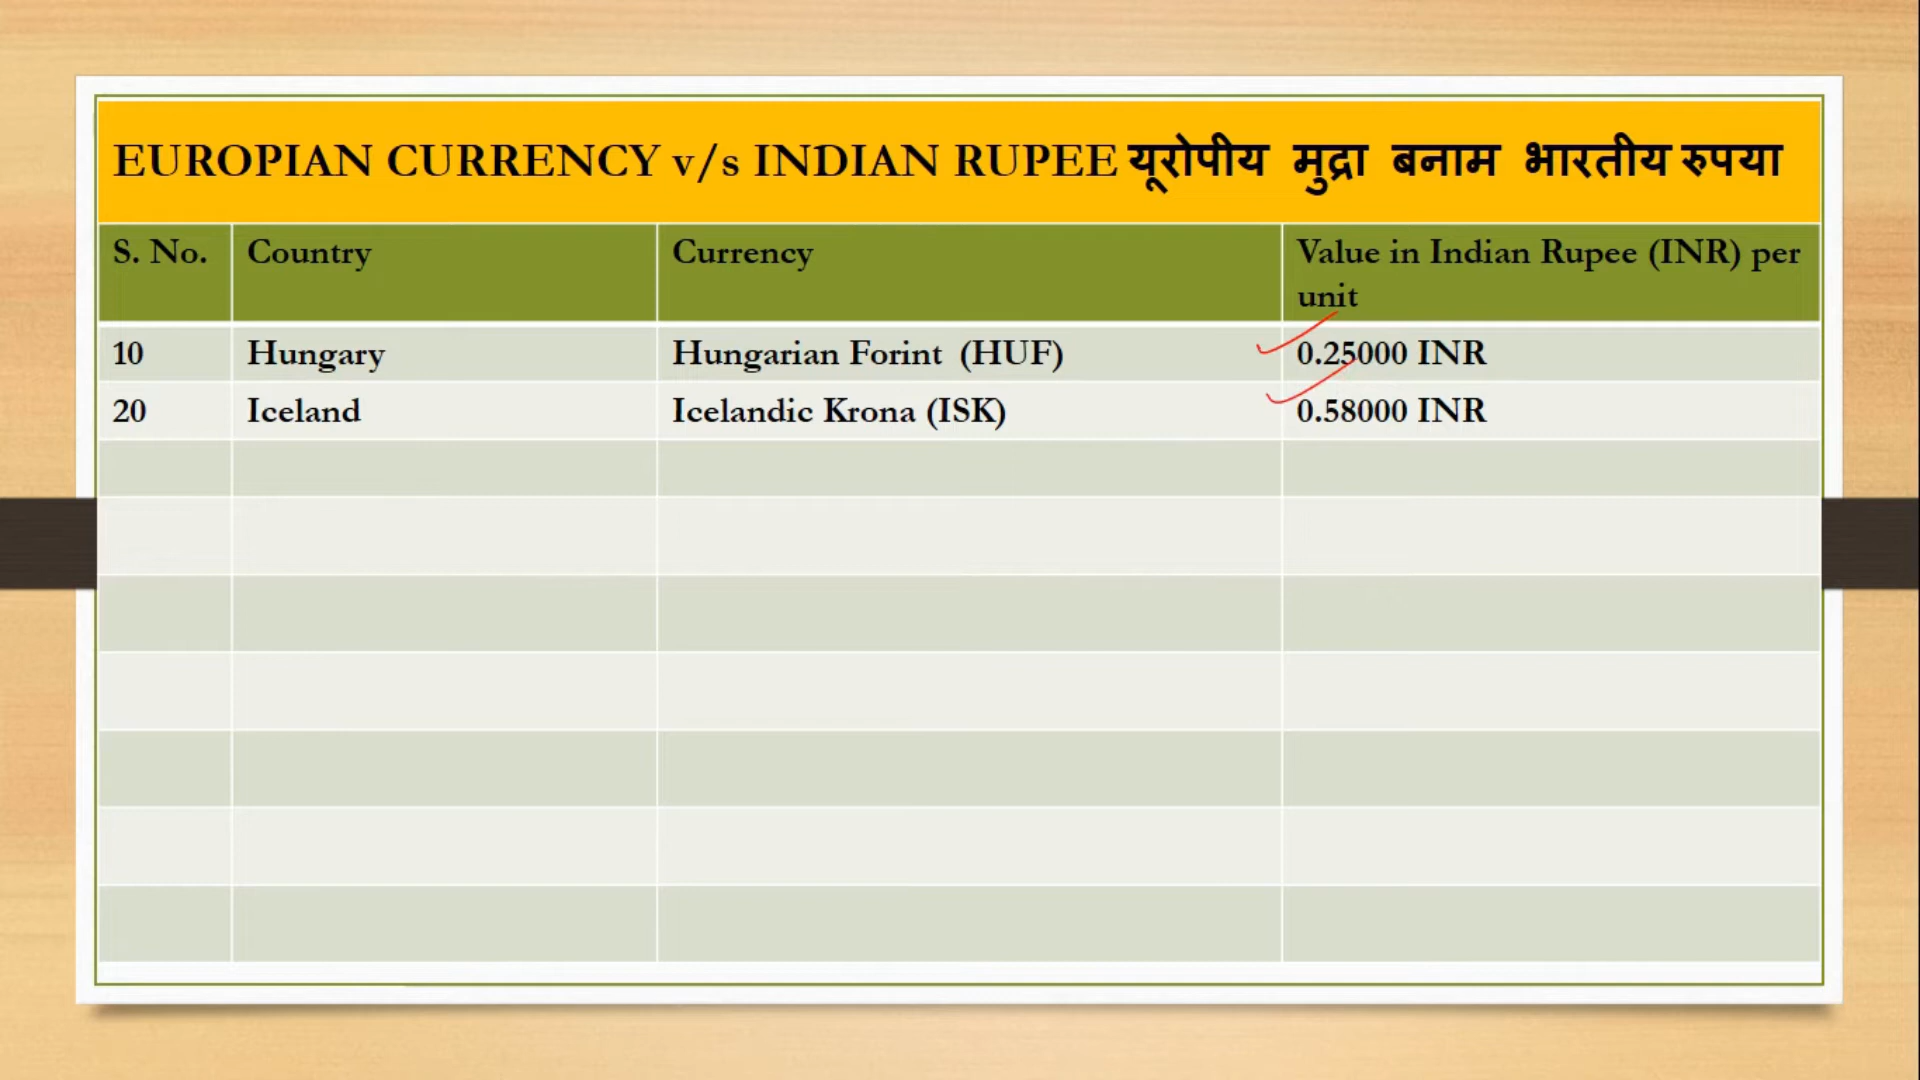 EUROPIAN CURRENCY v/s INDIAN RUPEE यूरोपीय मुद्रा बनाम भारतीय रुपया
S. No. Country Currency Value in Indian Rupee (INR) per
unit
10 Hungary Hungarian Forint (HUF) 0.25000 INR
20 Iceland Icelandic Krona (ISK) 0.58000 INR